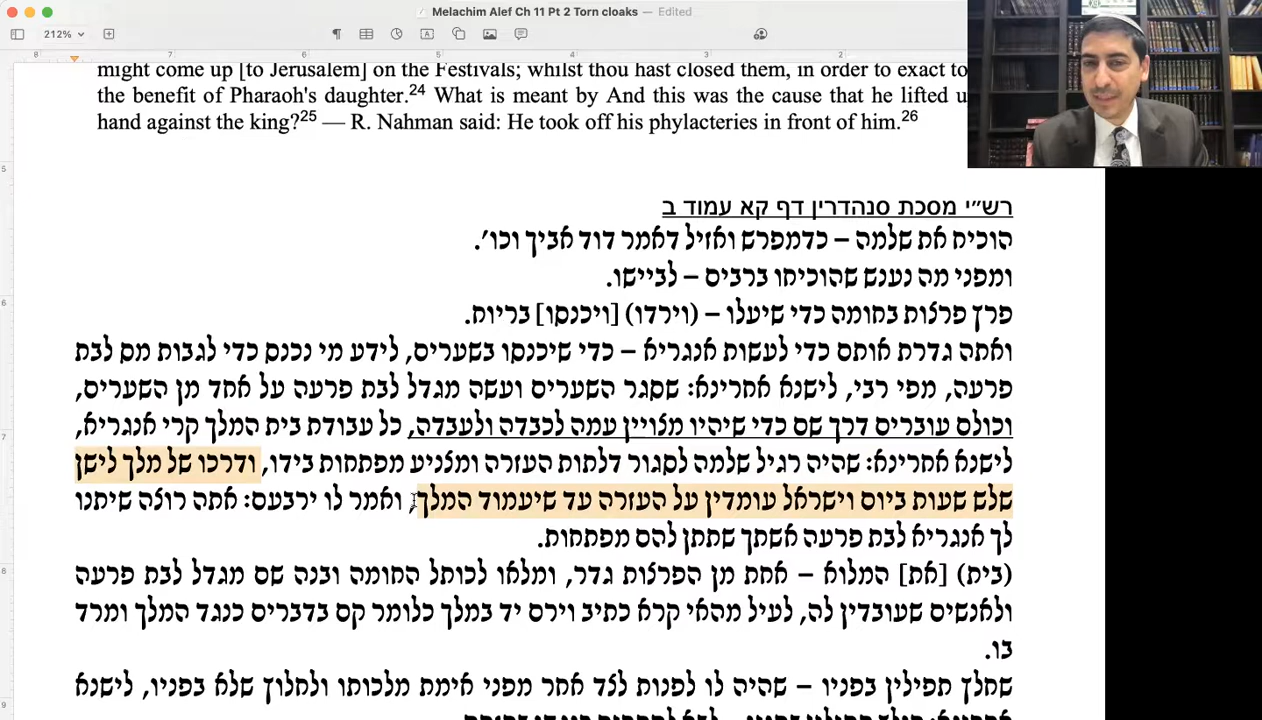 Melachim Alef Ch 11 Pt 2 Torn cloaks — Edited
212%
8 7 6 5 4 3 2
might come up [to Jerusalem] on the Festivals; whilst thou hast closed them, in order to exact to
the benefit of Pharaoh's daughter.24 What is meant by And this was the cause that he lifted u
hand against the king?25 — R. Nahman said: He took off his phylacteries in front of him.26
רש״י מסכת סנהדרין דף קא עמוד ב
הוכיח את שלמה – כדמפרש ואזיל דאמר דוד אביך וכו'.
ומפני מה נענש שהוכיחו ברבים – לביישו.
פרץ פרצות בחומה כדי שיעלו – (וירדו) [ויכנסו] בריוח.
ואתה גדרת אותם כדי לעשות אנגריא – כדי שיכנסו בשערים, לידע מי נכנס כדי לגבות מס לבת
פרעה, מפי רבי, לישנא אחרינא: שסגר השערים ועשה מגדל לבת פרעה על אחד מן השערים,
וכולם עוברים דרך שם כדי שיהיו מצויין עמה לכבדה ולעבדה, כל עבודת בית המלך קרי אנגריא,
לישנא אחרינא: שהיה רגיל שלמה לסגור דלתות העזרה ומצניע מפתחות בידו, ודרכו של מלך לישן
שלש שעות ביום וישראל עומדין על העזרה עד שיעמוד המלך, ואמר לו ירבעם: אתה רוצה שיתנו
לך אנגריא לבת פרעה אשתך שתתן להם מפתחות.
(בית) [את] המלוא – אחת מן הפרצות גדר, ומלאו לכותל החומה ובנה שם מגדל לבת פרעה
ולאנשים שעובדין לה, לעיל מהאי קרא כתיב וירם יד במלך כלומר קם בדברים כנגד המלך ומרד
בו.
שחלץ תפילין בפניו – שהיה לו לפנות לצד אחר מפני אימת מלכותו ולחלוץ שלא בפניו, לישנא